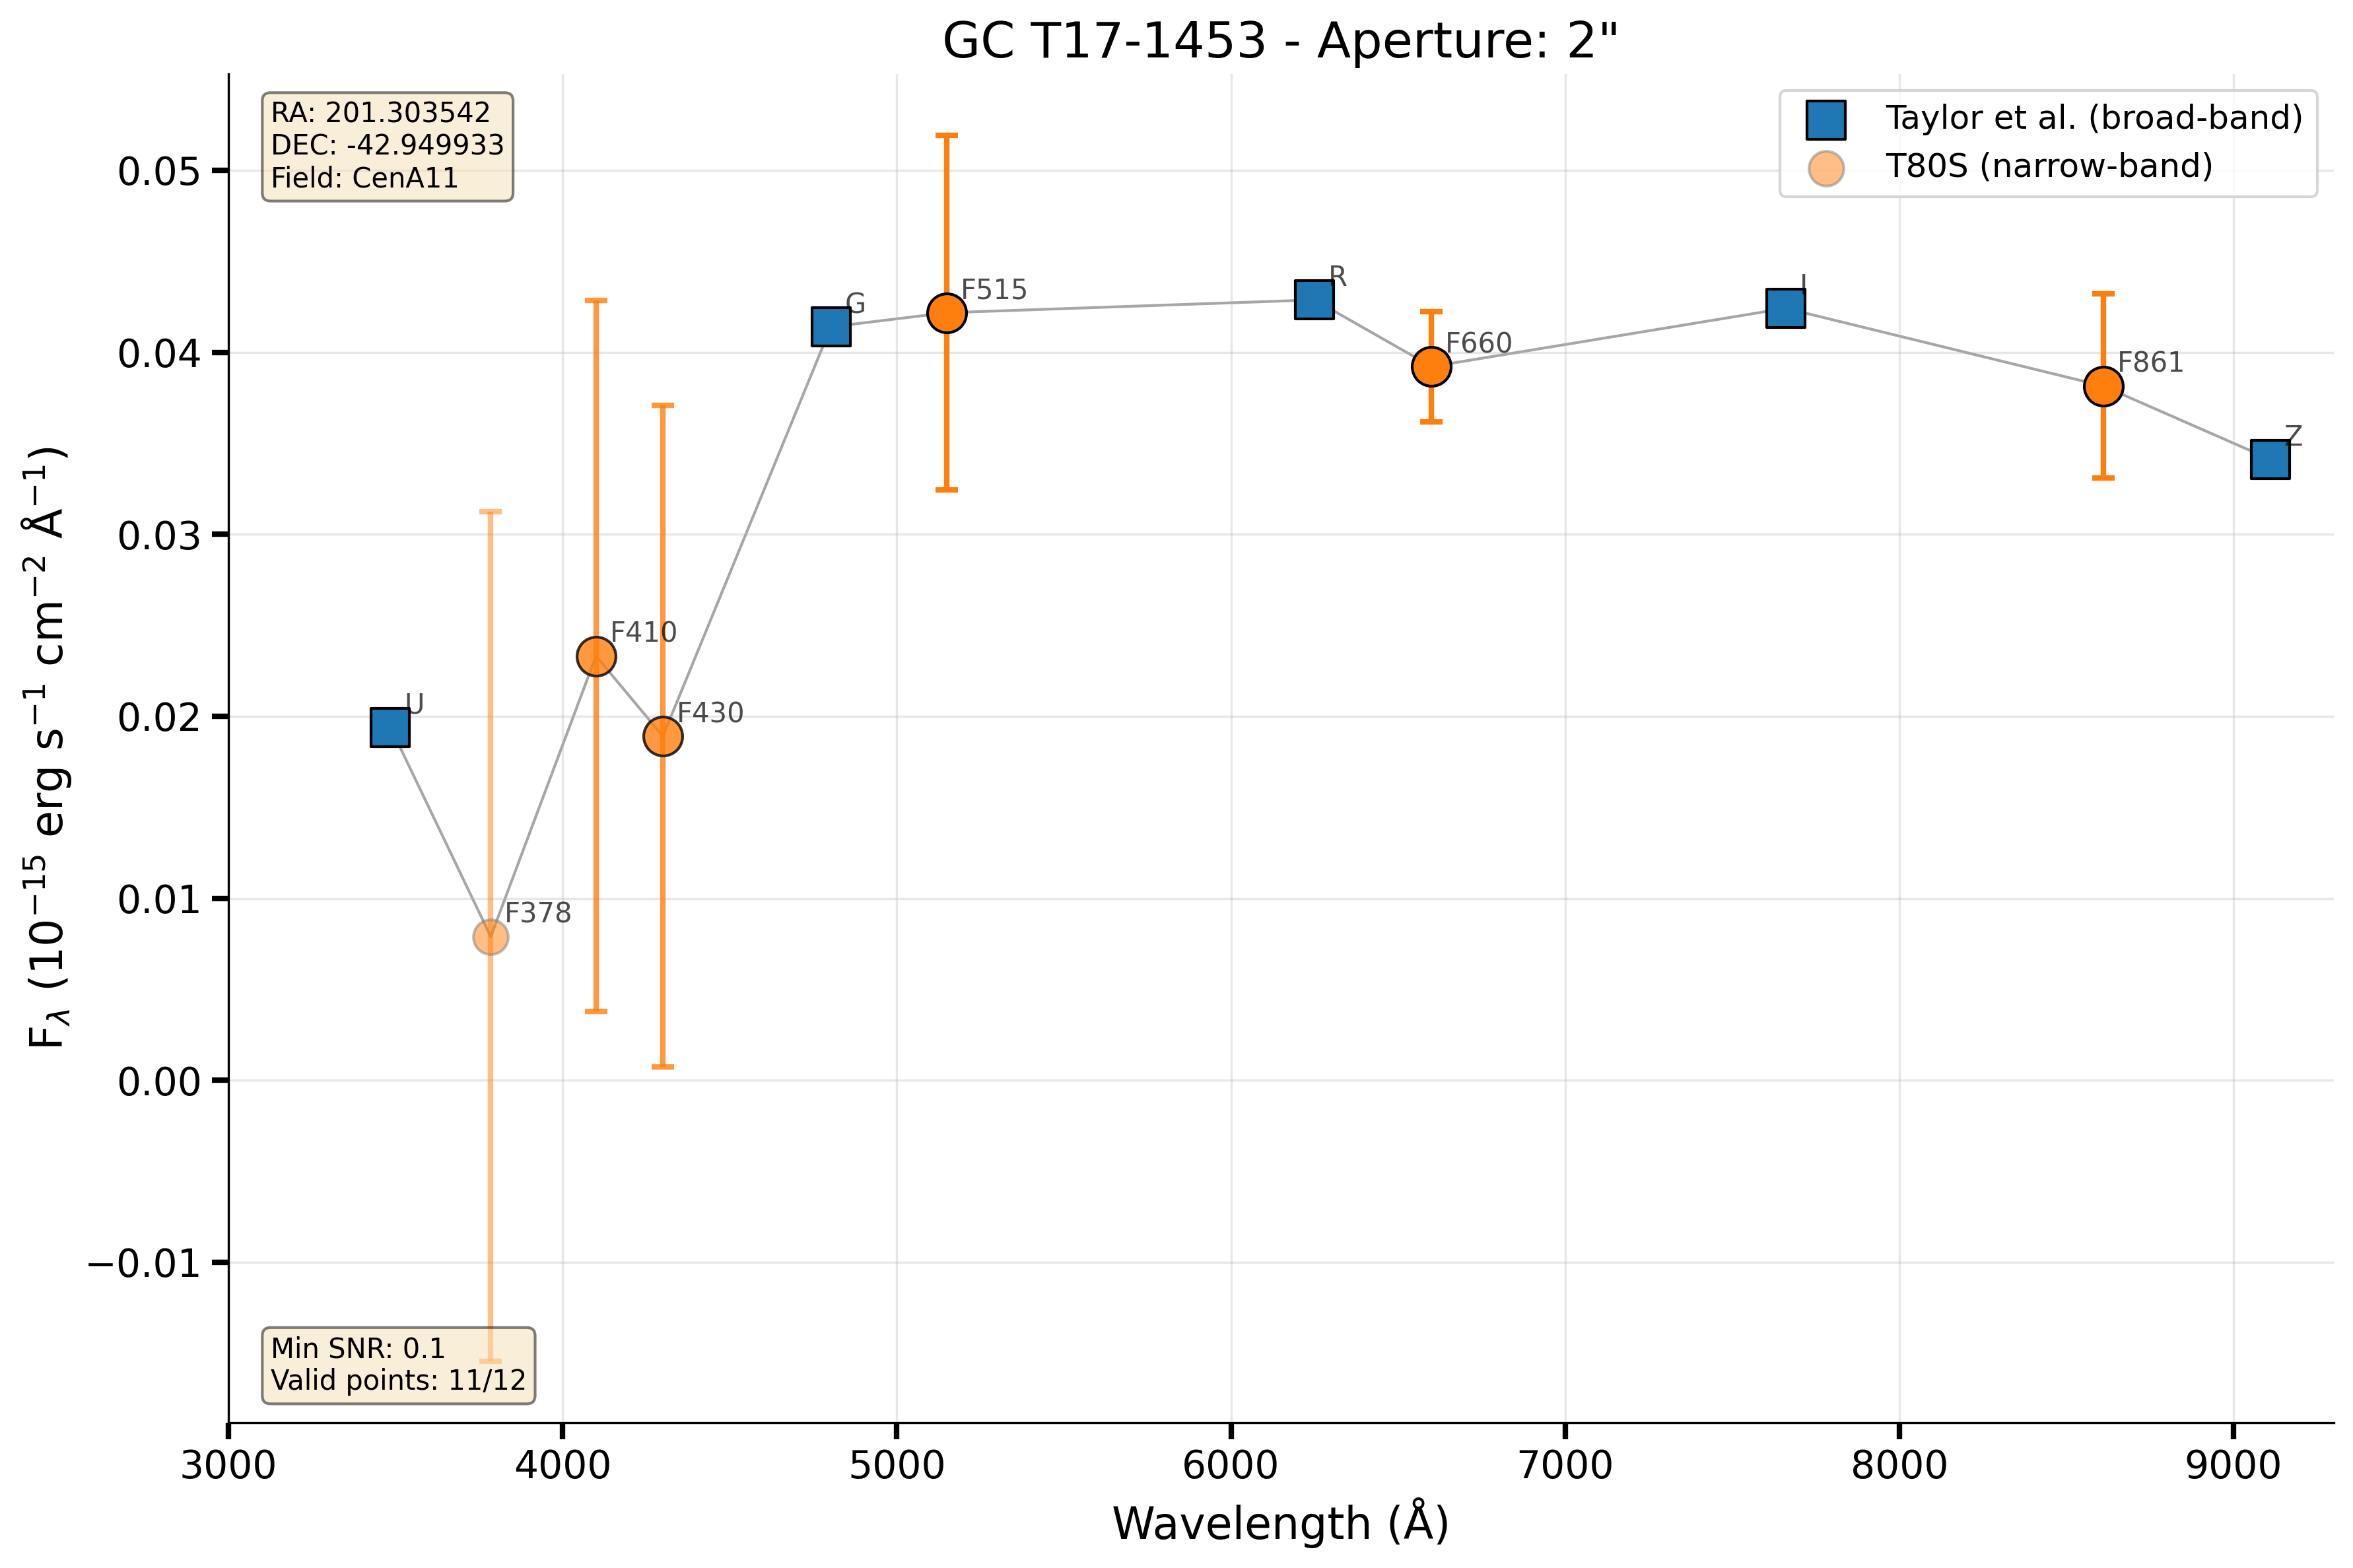 GC T17-1453 - Aperture: 2"
RA: 201.303542
DEC: -42.949933
Field: CenA11
Taylor et al. (broad-band)
T80S (narrow-band)
0.05
0.04
0.03
0.02
0.01
0.00
−0.01
F_λ (10⁻¹⁵ erg s⁻¹ cm⁻² Å⁻¹)
U
F378
F410
F430
G
F515
R
F660
I
F861
Z
Min SNR: 0.1
Valid points: 11/12
3000 4000 5000 6000 7000 8000 9000
Wavelength (Å)